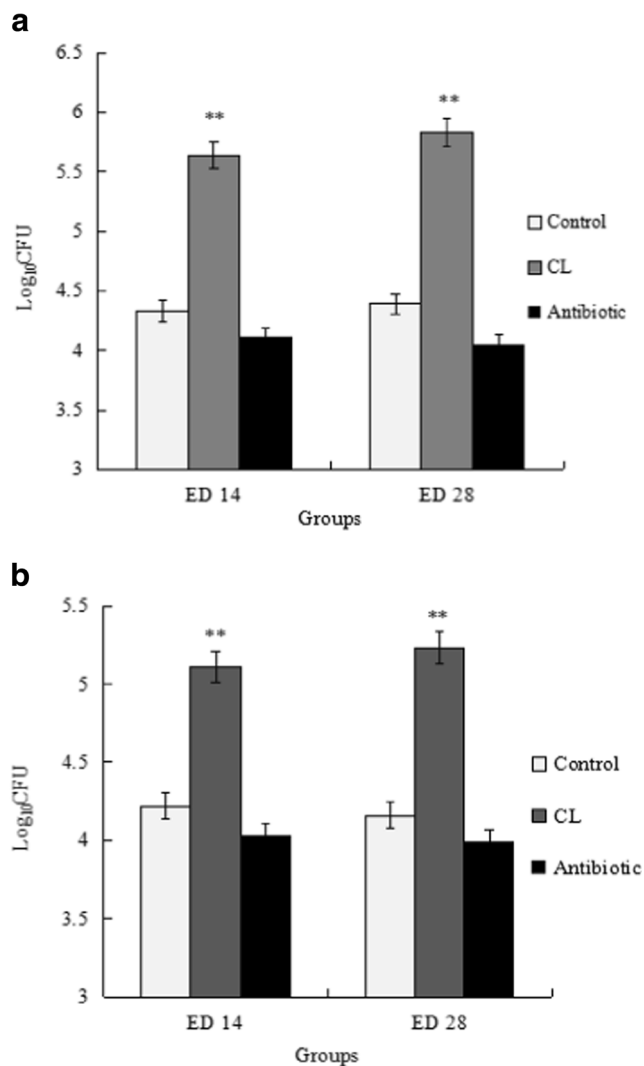 a
6.5
6
5.5
5
4.5
4
3.5
3
Log10CFU
**
**
Control
CL
Antibiotic
ED 14
ED 28
Groups
b
5.5
5
4.5
4
3.5
3
Log10CFU
**
**
Control
CL
Antibiotic
ED 14
ED 28
Groups